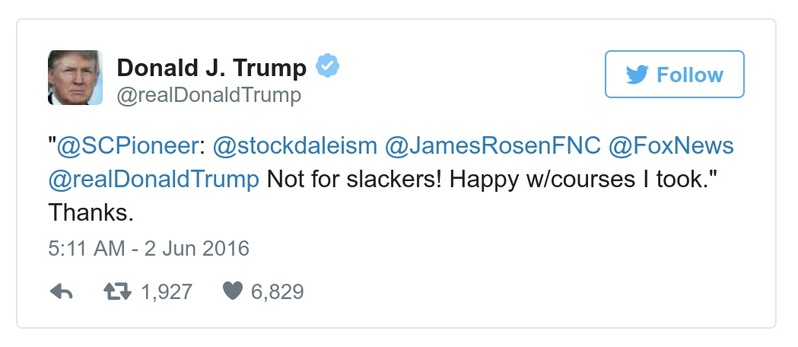 Donald J. Trump
@realDonaldTrump
Follow
"@SCPioneer: @stockdaleism @JamesRosenFNC @FoxNews
@realDonaldTrump Not for slackers! Happy w/courses I took."
Thanks.
5:11 AM - 2 Jun 2016
1,927 6,829